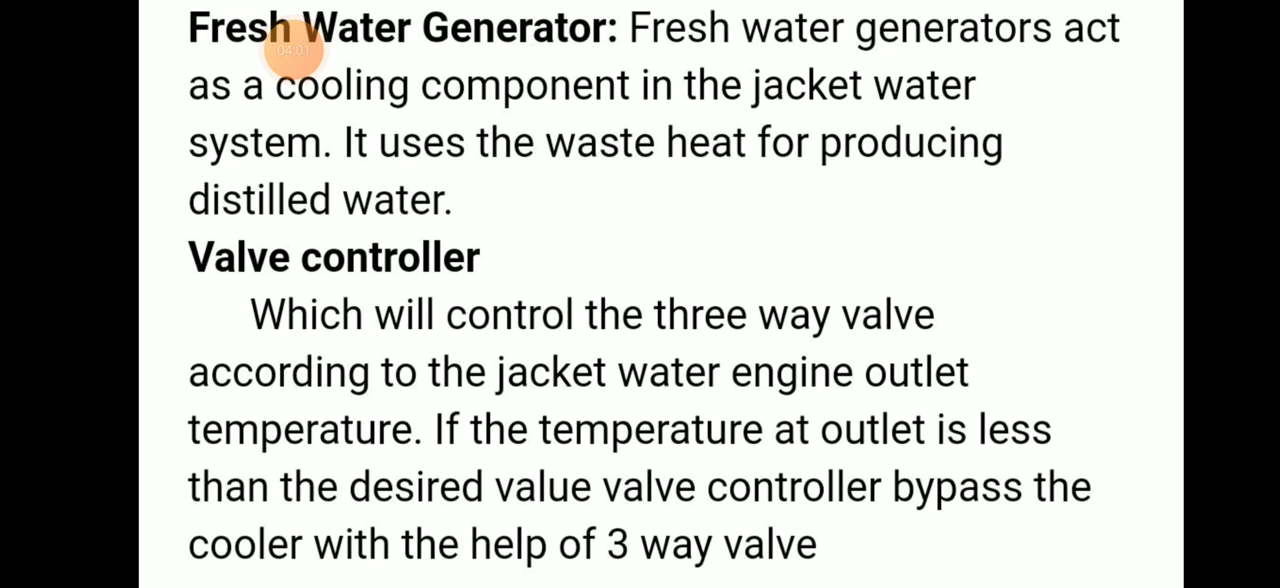 Fresh Water Generator: Fresh water generators act
04:01
as a cooling component in the jacket water
system. It uses the waste heat for producing
distilled water.
Valve controller
Which will control the three way valve
according to the jacket water engine outlet
temperature. If the temperature at outlet is less
than the desired value valve controller bypass the
cooler with the help of 3 way valve